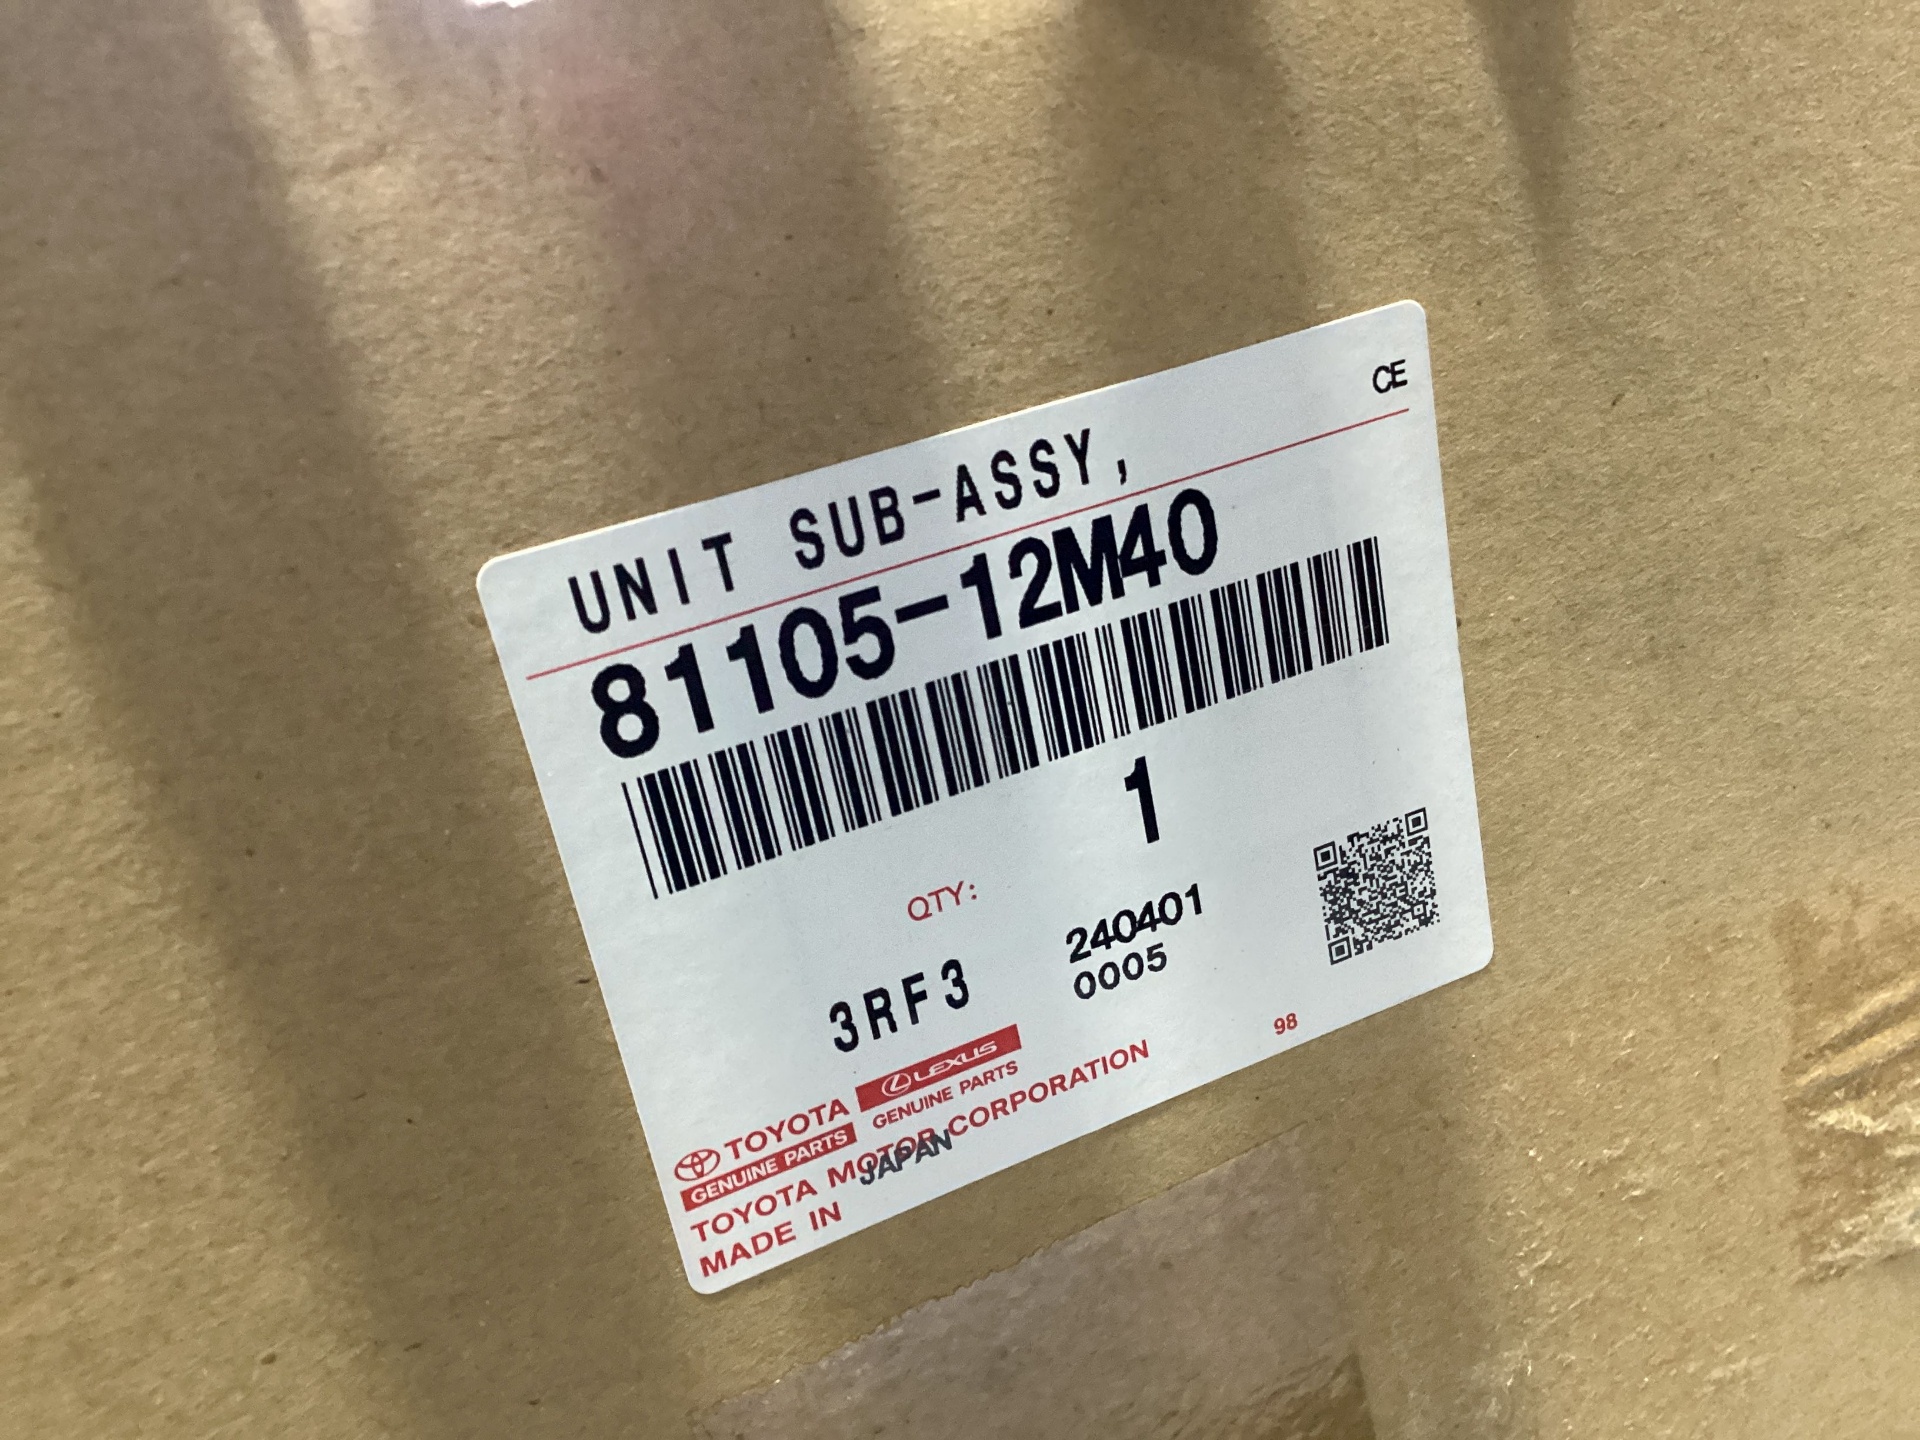 CE
UNIT SUB-ASSY,
81105-12M40
1
QTY:
240401
0005
3RF3
98
TOYOTA
GENUINE PARTS
LEXUS
GENUINE PARTS
TOYOTA MOTOR CORPORATION
MADE IN JAPAN